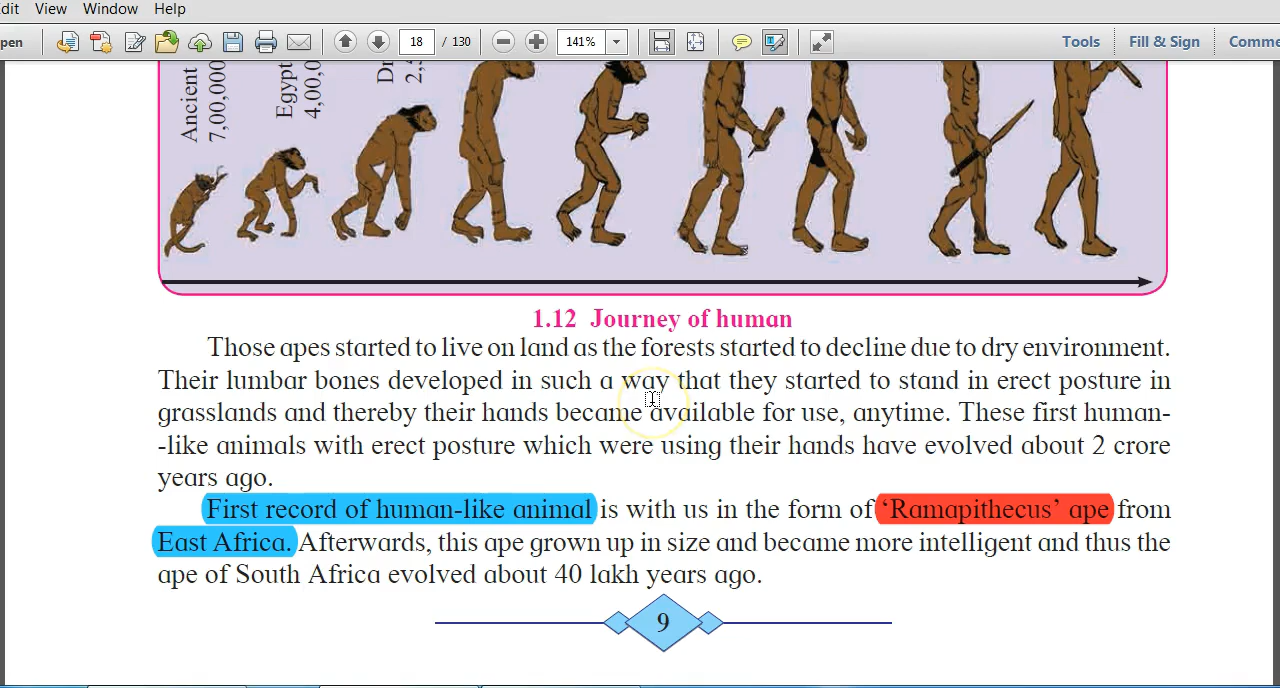 dit View Window Help
pen 18 / 130 141% Tools Fill & Sign Comme
Ancient
7,00,000
Egypt
4,00,0
Dr
2,5
1.12 Journey of human
Those apes started to live on land as the forests started to decline due to dry environment.
Their lumbar bones developed in such a way that they started to stand in erect posture in
grasslands and thereby their hands became available for use, anytime. These first human-
-like animals with erect posture which were using their hands have evolved about 2 crore
years ago.
First record of human-like animal is with us in the form of ‘Ramapithecus’ ape from
East Africa. Afterwards, this ape grown up in size and became more intelligent and thus the
ape of South Africa evolved about 40 lakh years ago.
9